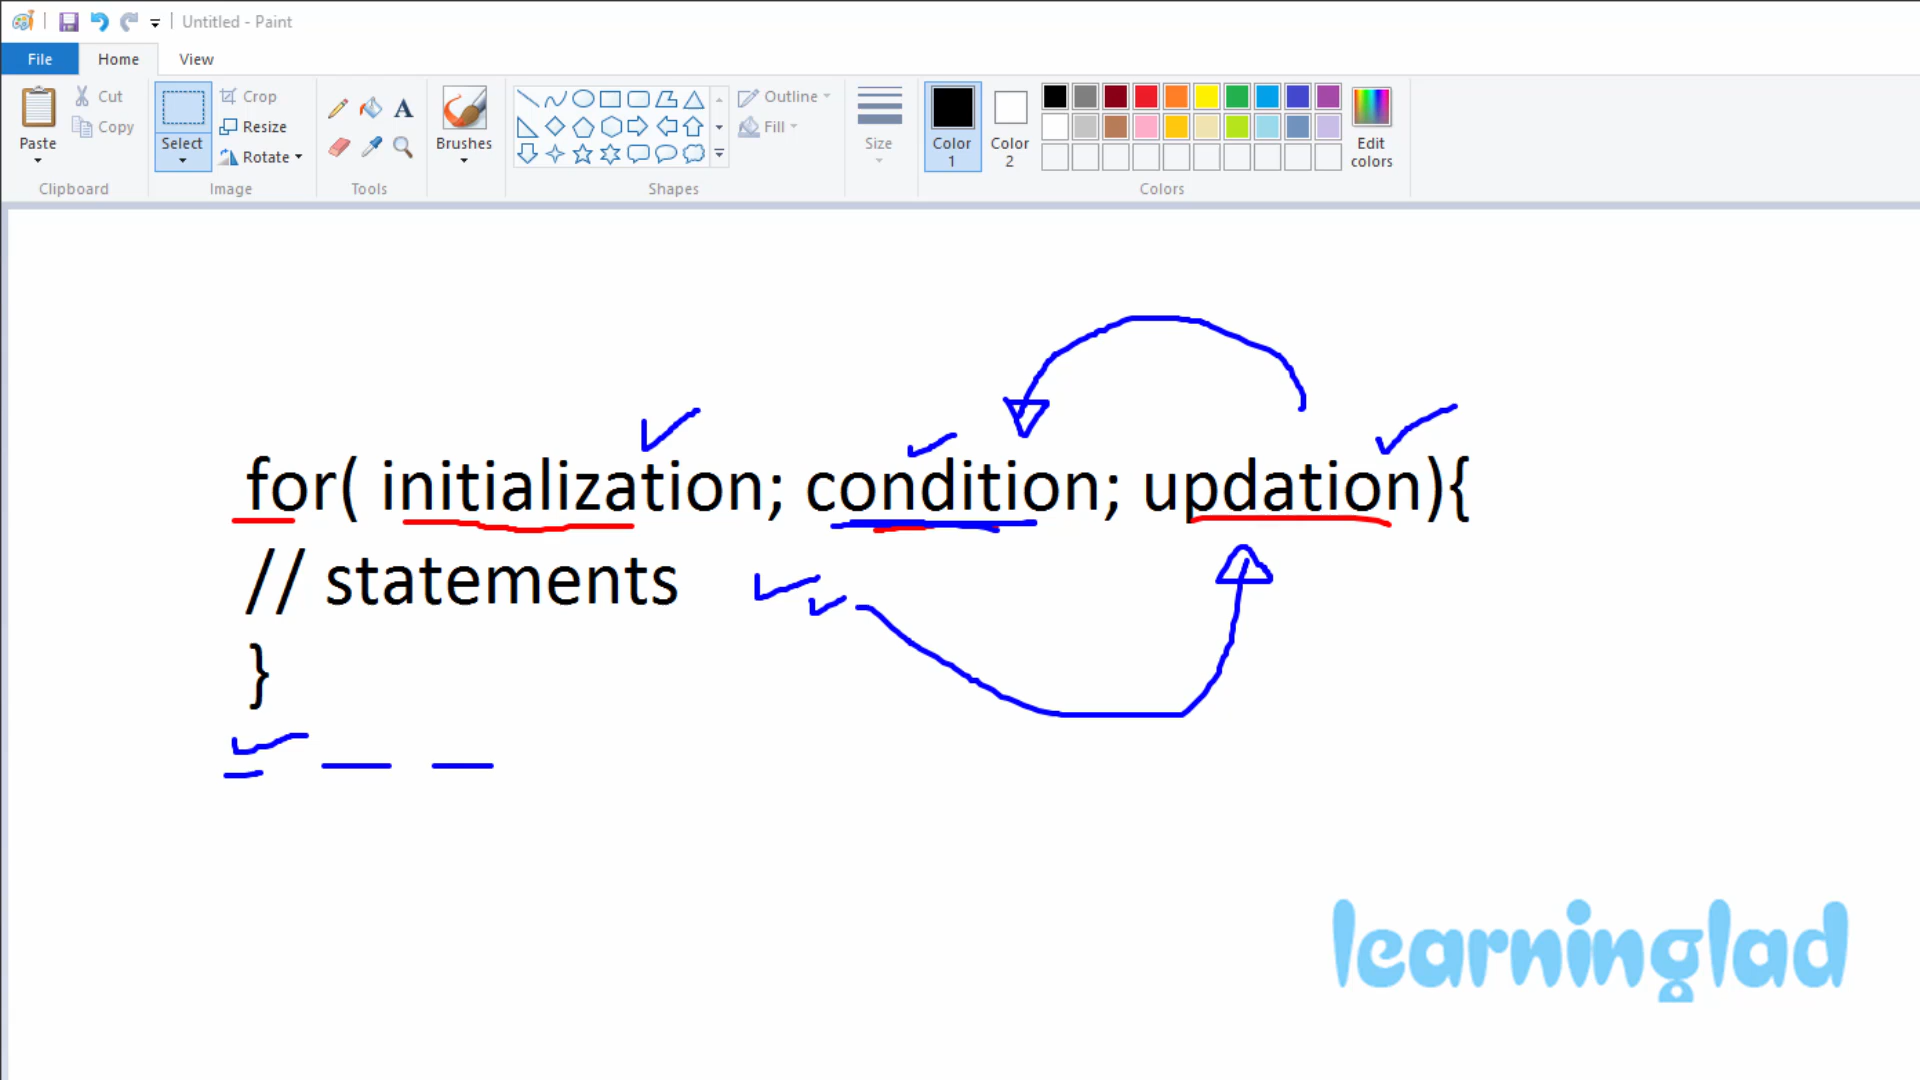 Untitled - Paint
File Home View
Paste
Cut
Copy
Clipboard
Select
Crop
Resize
Rotate
Image
A
Tools
Brushes
Shapes
Outline
Fill
Size
Color 1
Color 2
Edit colors
Colors
for( initialization; condition; updation){
// statements
}
learninglad